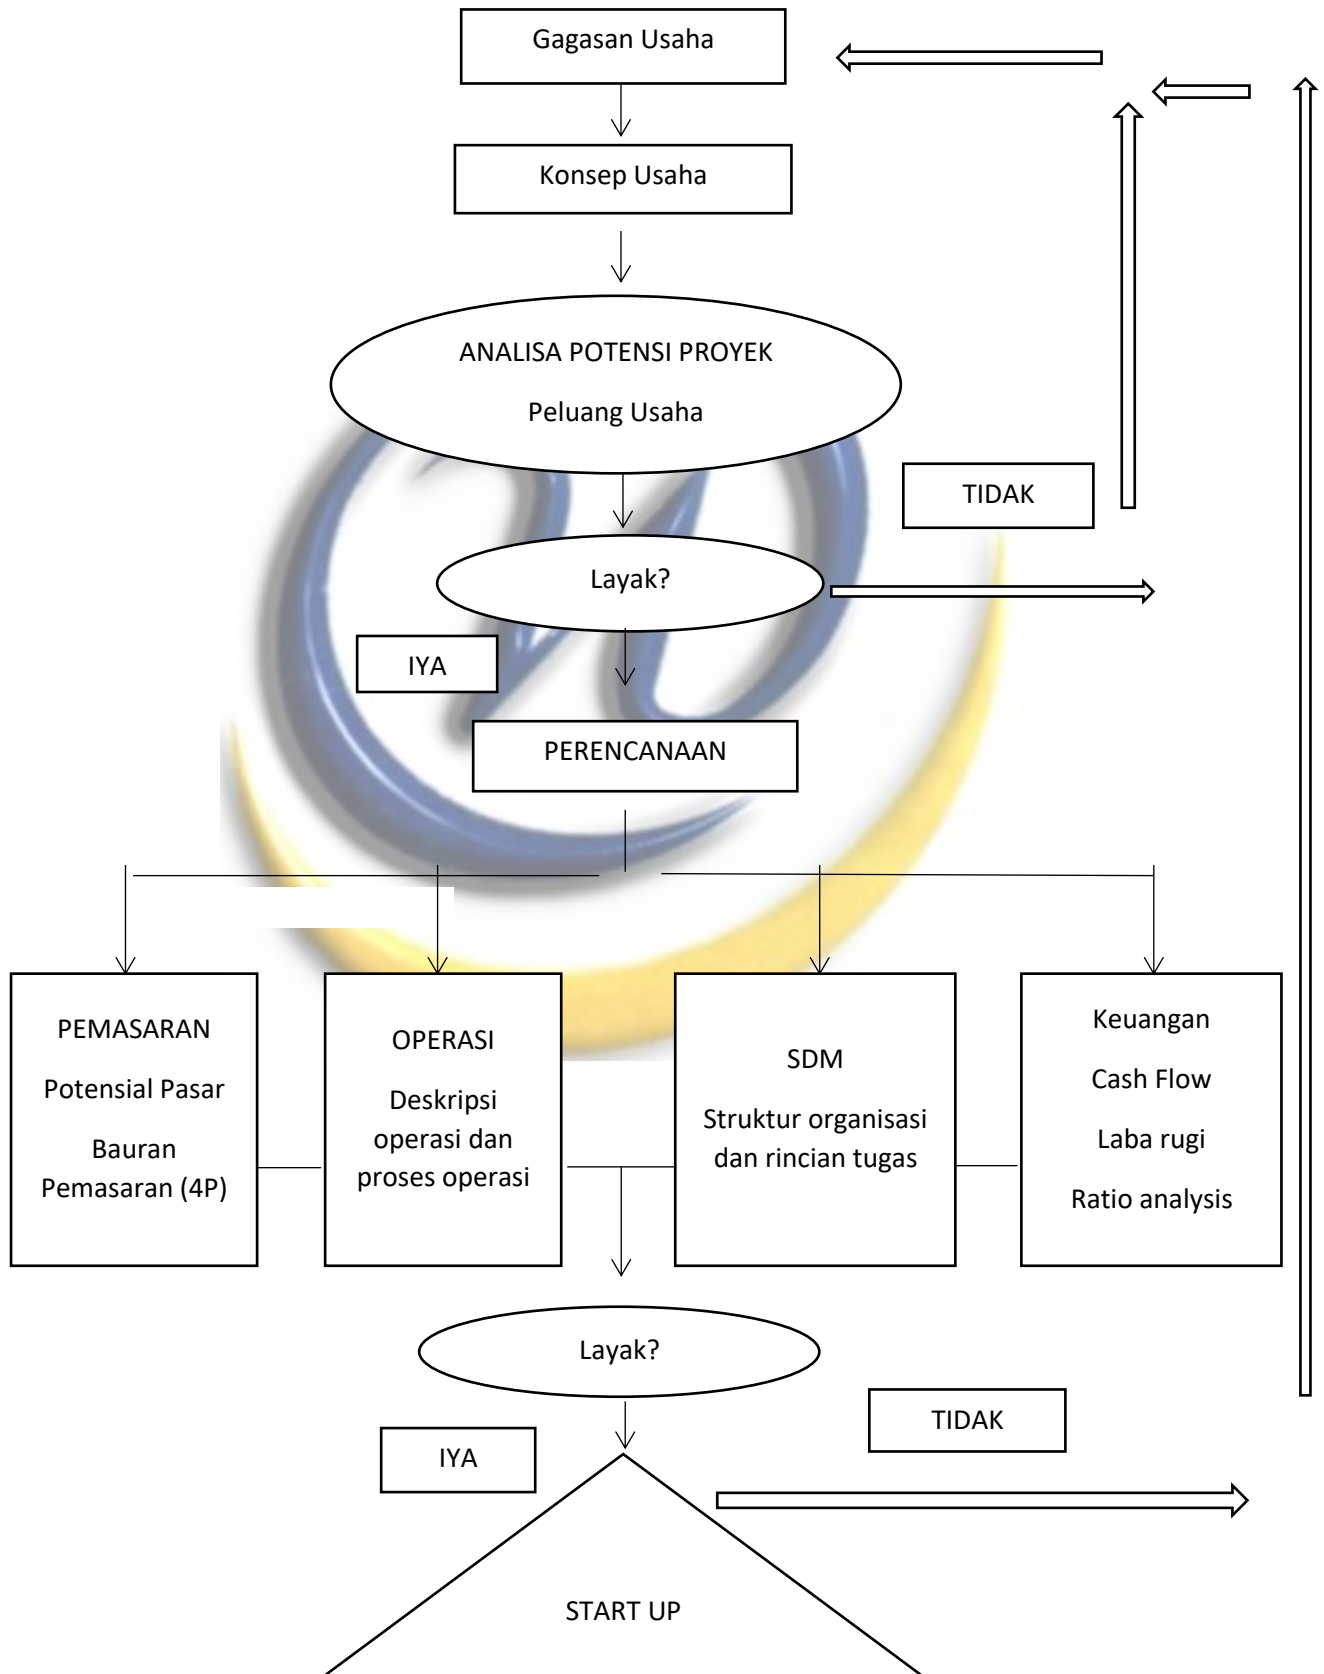 Gagasan Usaha
Konsep Usaha
ANALISA POTENSI PROYEK
Peluang Usaha
TIDAK
Layak?
IYA
PERENCANAAN
PEMASARAN
Potensial Pasar
Bauran
Pemasaran (4P)
OPERASI
Deskripsi
operasi dan
proses operasi
SDM
Struktur organisasi
dan rincian tugas
Keuangan
Cash Flow
Laba rugi
Ratio analysis
Layak?
TIDAK
IYA
START UP